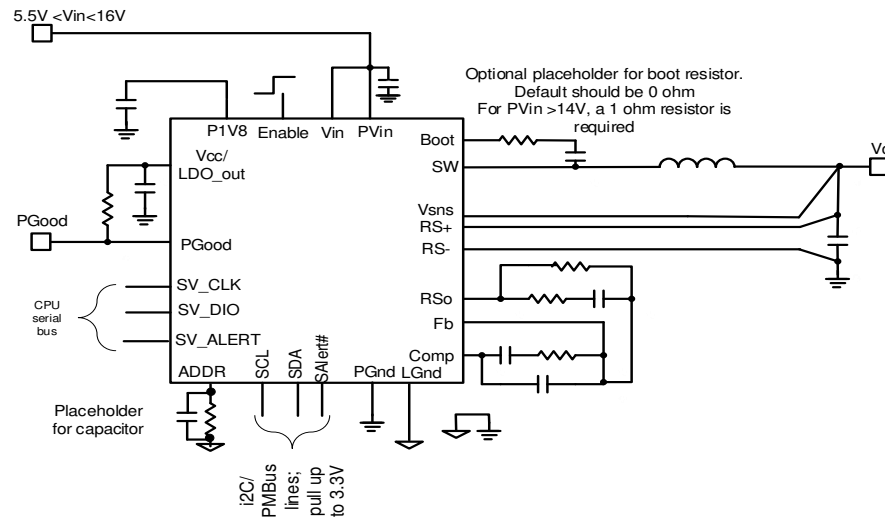 5.5V <Vin<16V
Optional placeholder for boot resistor.
Default should be 0 ohm
For PVin >14V, a 1 ohm resistor is
required
P1V8
Enable
Vin
PVin
Boot
SW
Vcc/
LDO_out
Vsns
RS+
RS-
PGood
PGood
SV_CLK
SV_DIO
SV_ALERT
CPU
serial
bus
RSo
Fb
Comp
ADDR
SCL
SDA
SAlert#
PGnd
LGnd
Placeholder
for capacitor
i2C/
PMBus
lines;
pull up
to 3.3V